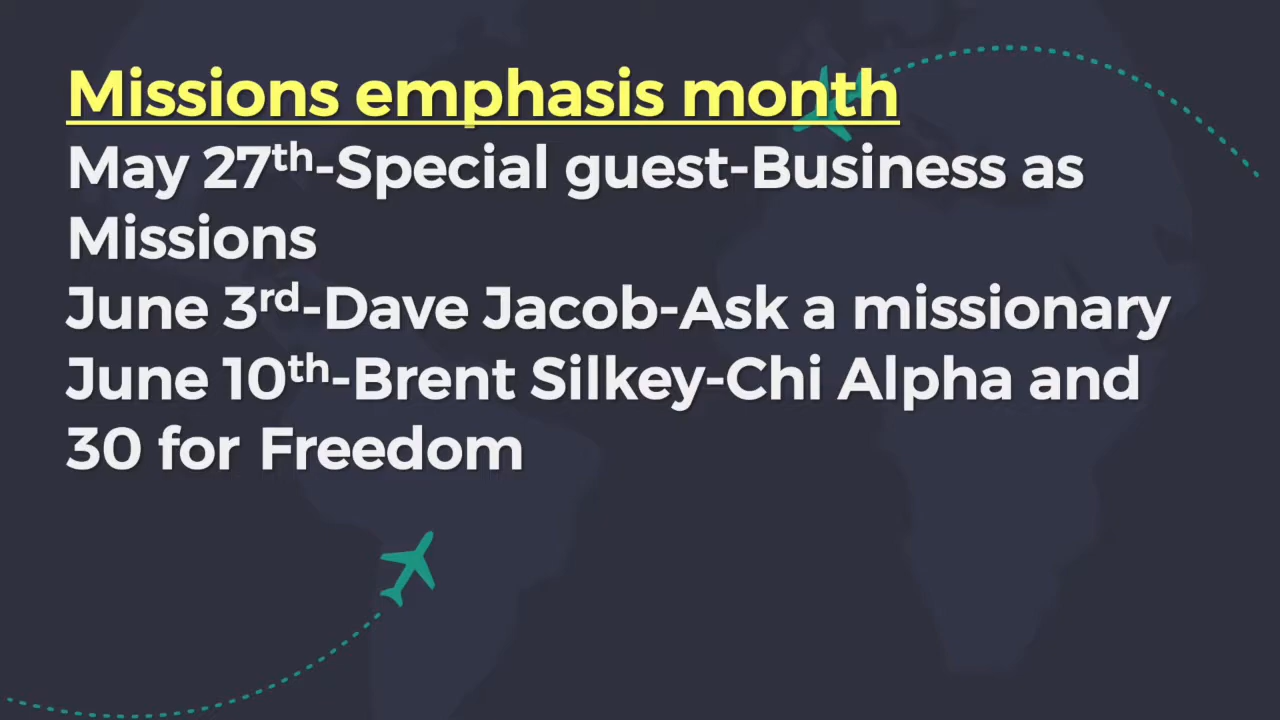 Missions emphasis month
May 27th-Special guest-Business as
Missions
June 3rd-Dave Jacob-Ask a missionary
June 10th-Brent Silkey-Chi Alpha and
30 for Freedom